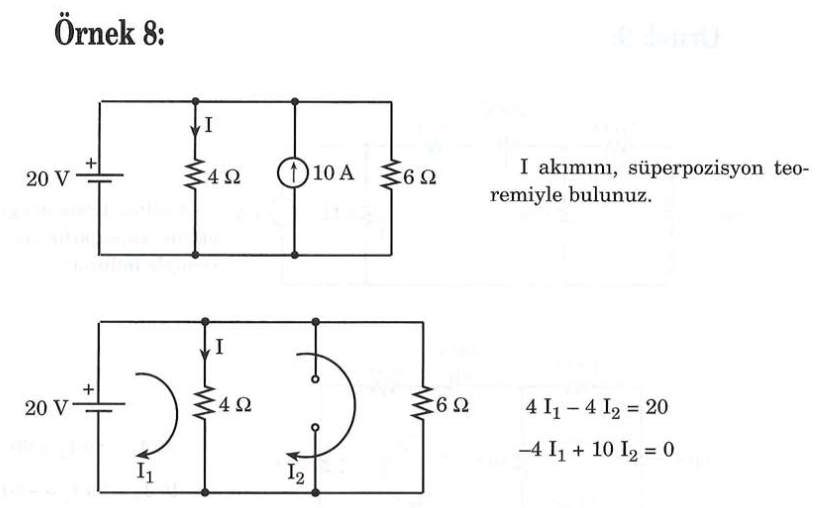 Örnek 8:
I
+
20 V
4 Ω
10 A
6 Ω
I akımını, süperpozisyon teo-
remiyle bulunuz.
I
+
20 V
4 Ω
6 Ω
I₁
I₂
4 I₁ – 4 I₂ = 20
–4 I₁ + 10 I₂ = 0